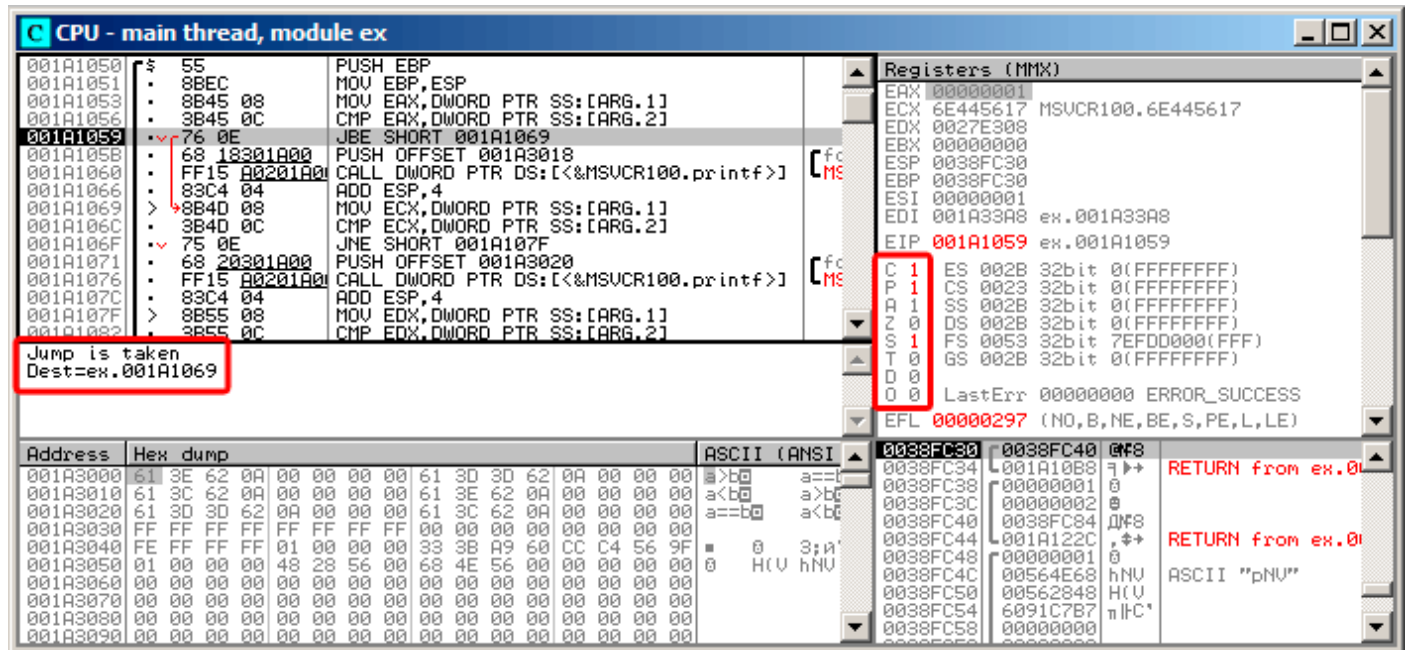 C CPU - main thread, module ex
001A1050 $ 55 PUSH EBP
001A1051 . 8BEC MOV EBP,ESP
001A1053 . 8B45 08 MOV EAX,DWORD PTR SS:[ARG.1]
001A1056 . 3B45 0C CMP EAX,DWORD PTR SS:[ARG.2]
001A1059 . 76 0E JBE SHORT 001A1069
001A105B . 68 18301A00 PUSH OFFSET 001A3018
001A1060 . FF15 A0201A0 CALL DWORD PTR DS:[<&MSVCR100.printf>]
001A1066 . 83C4 04 ADD ESP,4
001A1069 > 8B4D 08 MOV ECX,DWORD PTR SS:[ARG.1]
001A106C . 3B4D 0C CMP ECX,DWORD PTR SS:[ARG.2]
001A106F . 75 0E JNE SHORT 001A107F
001A1071 . 68 20301A00 PUSH OFFSET 001A3020
001A1076 . FF15 A0201A0 CALL DWORD PTR DS:[<&MSVCR100.printf>]
001A107C . 83C4 04 ADD ESP,4
001A107F > 8B55 08 MOV EDX,DWORD PTR SS:[ARG.1]
001A1082 . 3B55 0C CMP EDX,DWORD PTR SS:[ARG.2]
Jump is taken
Dest=ex.001A1069
Registers (MMX)
EAX 00000001
ECX 6E445617 MSVCR100.6E445617
EDX 0027E308
EBX 00000000
ESP 0038FC30
EBP 0038FC30
ESI 00000001
EDI 001A33A8 ex.001A33A8
EIP 001A1059 ex.001A1059
C 1 ES 002B 32bit 0(FFFFFFFF)
P 1 CS 0023 32bit 0(FFFFFFFF)
A 1 SS 002B 32bit 0(FFFFFFFF)
Z 0 DS 002B 32bit 0(FFFFFFFF)
S 1 FS 0053 32bit 7EFDD000(FFF)
T 0 GS 002B 32bit 0(FFFFFFFF)
D 0
O 0 LastErr 00000000 ERROR_SUCCESS
EFL 00000297 (NO,B,NE,BE,S,PE,L,LE)
Address Hex dump ASCII (ANSI
001A3000 61 3E 62 0A 00 00 00 00 61 3D 3D 62 0A 00 00 00 a>b a==b
001A3010 61 3C 62 0A 00 00 00 00 61 3E 62 0A 00 00 00 00 a<b a>b
001A3020 61 3D 3D 62 0A 00 00 00 61 3C 62 0A 00 00 00 00 a==b a<b
001A3030 FF FF FF FF FF FF FF FF 00 00 00 00 00 00 00 00
001A3040 FE FF FF FF 01 00 00 00 33 3B A9 60 CC C4 56 9F
001A3050 01 00 00 00 48 28 56 00 68 4E 56 00 00 00 00 00 H(V hNV
001A3060 00 00 00 00 00 00 00 00 00 00 00 00 00 00 00 00
001A3070 00 00 00 00 00 00 00 00 00 00 00 00 00 00 00 00
001A3080 00 00 00 00 00 00 00 00 00 00 00 00 00 00 00 00
001A3090 00 00 00 00 00 00 00 00 00 00 00 00 00 00 00 00
0038FC30 0038FC40
0038FC34 001A10B8 RETURN from ex.0
0038FC38 00000001
0038FC3C 00000002
0038FC40 0038FC84
0038FC44 001A122C RETURN from ex.0
0038FC48 00000001
0038FC4C 00564E68 hNV ASCII "pNV"
0038FC50 00562848 H(V
0038FC54 6091C7B7
0038FC58 00000000